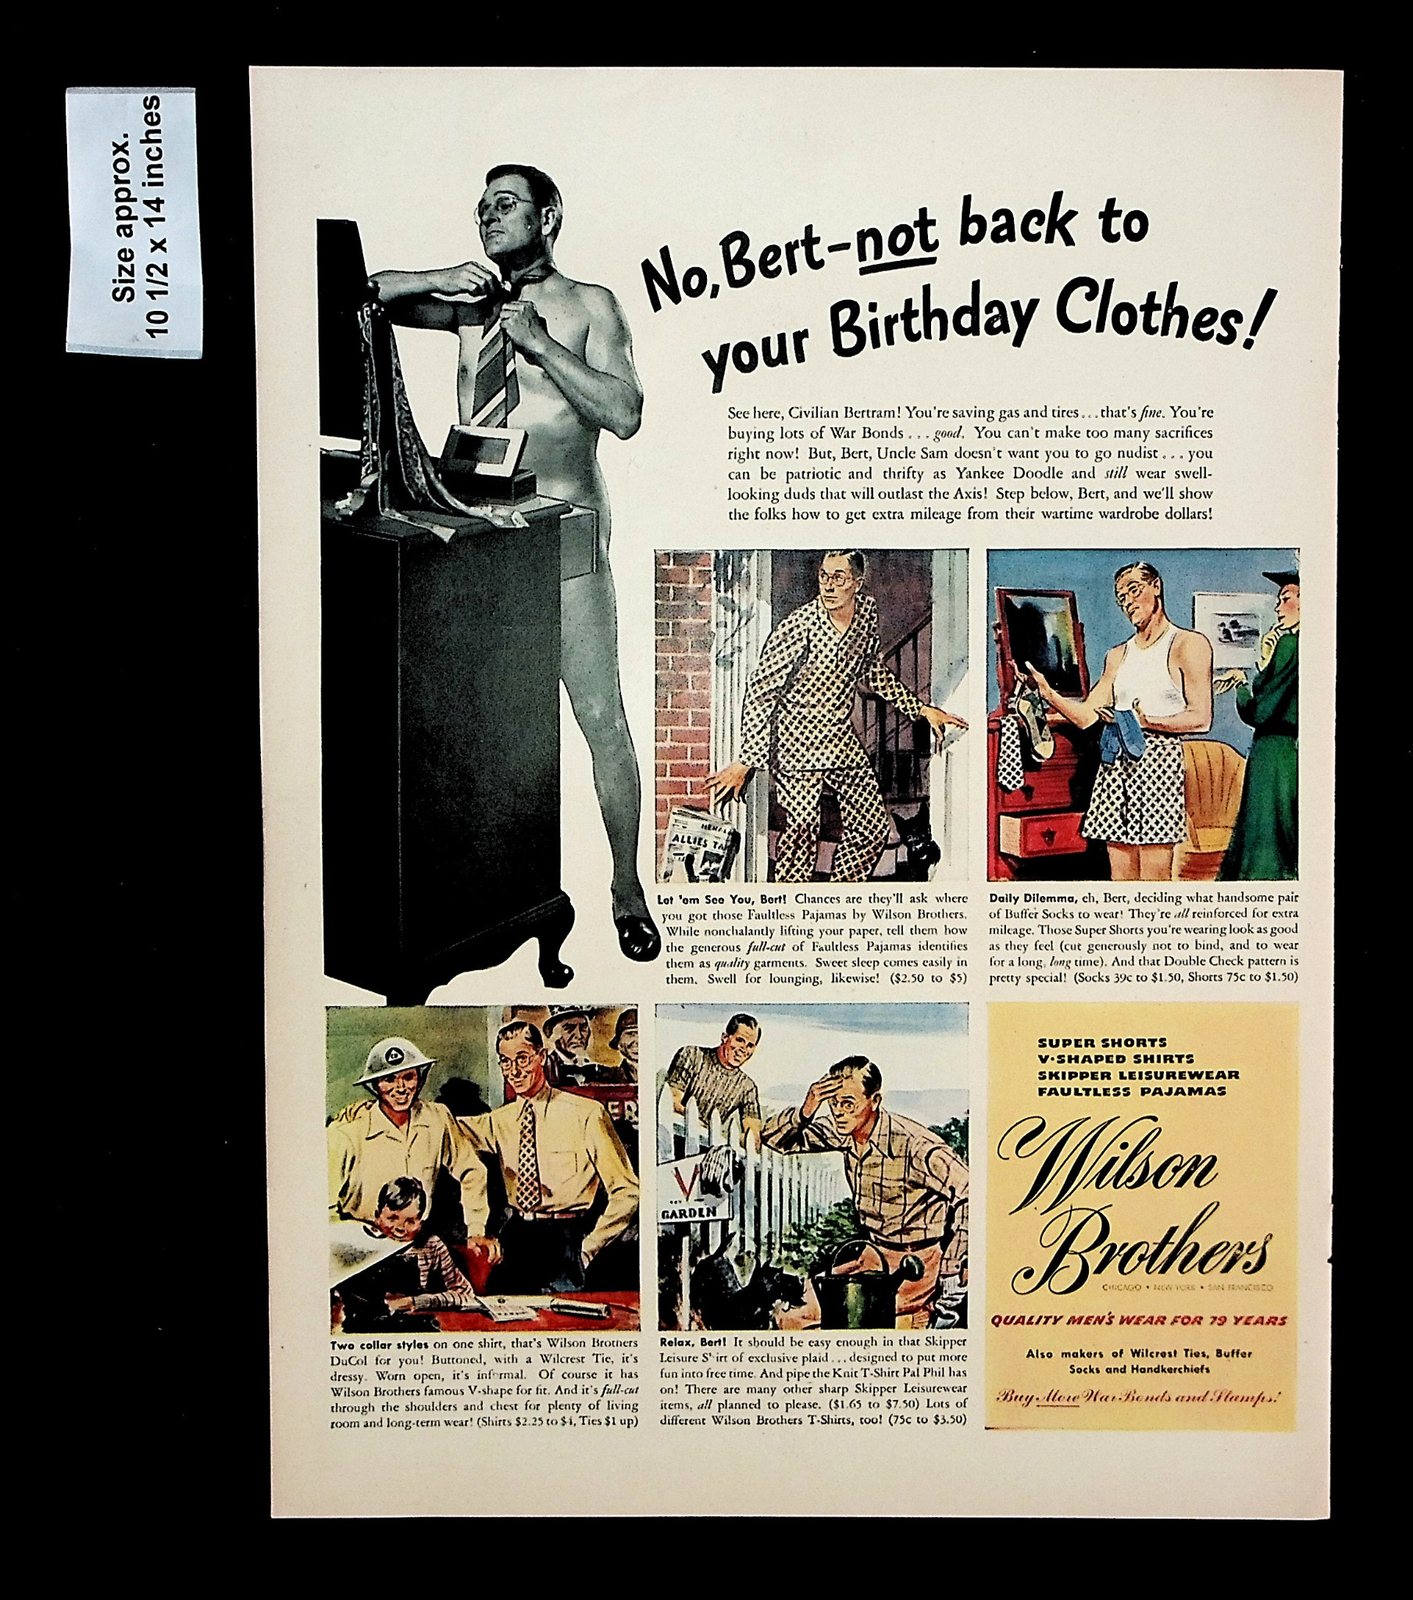 Size approx.
10 1/2 x 14 inches
No, Bert-not back to
your Birthday Clothes!
See here, Civilian Bertram! You're saving gas and tires...that's fine. You're
buying lots of War Bonds...good. You can't make too many sacrifices
right now! But, Bert, Uncle Sam doesn't want you to go nudist...you
can be patriotic and thrifty as Yankee Doodle and still wear swell-
looking duds that will outlast the Axis! Step below, Bert, and we'll show
the folks how to get extra mileage from their wartime wardrobe dollars!
ALLIES
Let 'em See You, Bert! Chances are they'll ask where
you got those Faultless Pajamas by Wilson Brothers.
While nonchalantly lifting your paper, tell them how
the generous full-cut of Faultless Pajamas identifies
them as quality garments. Sweet sleep comes easily in
them. Swell for lounging, likewise! ($2.50 to $5)
Daily Dilemma, eh, Bert, deciding what handsome pair
of Buffer Socks to wear! They're all reinforced for extra
mileage. Those Super Shorts you're wearing look as good
as they feel (cut generously not to bind, and to wear
for a long, long time). And that Double Check pattern is
pretty special! (Socks 39c to $1.50, Shorts 75c to $1.50)
ER
Two collar styles on one shirt, that's Wilson Brothers
DuCol for you! Buttoned, with a Wilcrest Tie, it's
dressy. Worn open, it's informal. Of course it has
Wilson Brothers famous V-shape for fit. And it's full-cut
through the shoulders and chest for plenty of living
room and long-term wear! (Shirts $2.25 to $4, Ties $1 up)
V
GARDEN
Relax, Bert! It should be easy enough in that Skipper
Leisure S irt of exclusive plaid...designed to put more
fun into free time. And pipe the Knit T-Shirt Pal Phil has
on! There are many other sharp Skipper Leisurewear
items, all planned to please. ($1.65 to $7.50) Lots of
different Wilson Brothers T-Shirts, too! (75c to $3.50)
SUPER SHORTS
V-SHAPED SHIRTS
SKIPPER LEISUREWEAR
FAULTLESS PAJAMAS
Wilson
Brothers
CHICAGO • NEW YORK • SAN FRANCISCO
QUALITY MEN'S WEAR FOR 79 YEARS
Also makers of Wilcrest Ties, Buffer
Socks and Handkerchiefs
Buy More War Bonds and Stamps!